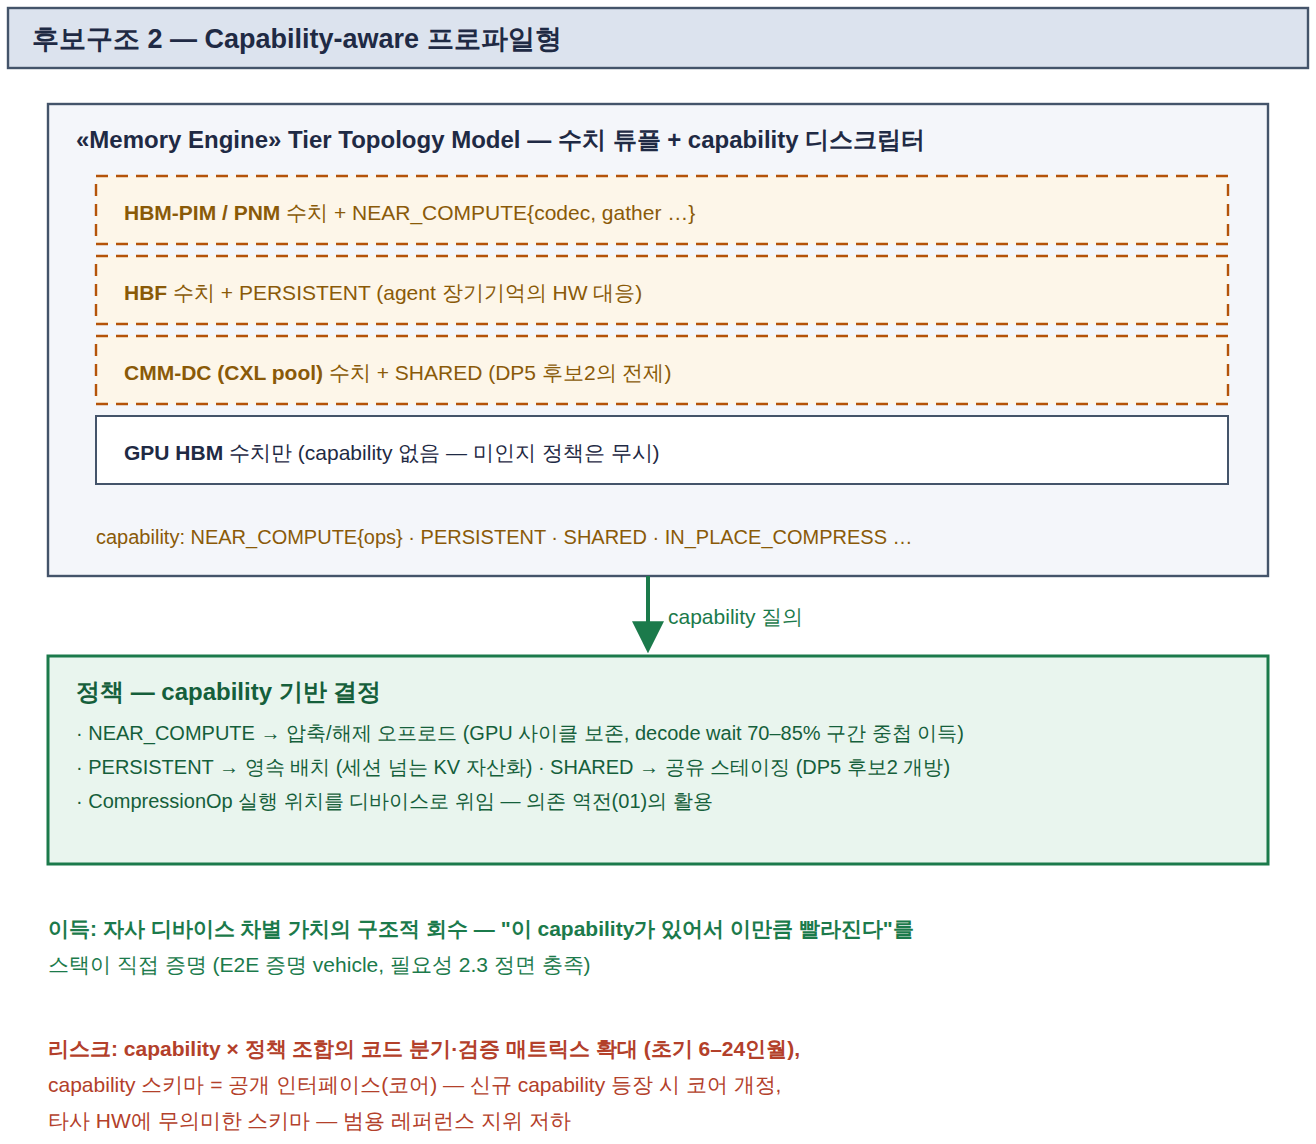 후보구조 2 — Capability-aware 프로파일형
«Memory Engine» Tier Topology Model — 수치 튜플 + capability 디스크립터
HBM-PIM / PNM 수치 + NEAR_COMPUTE{codec, gather …}
HBF 수치 + PERSISTENT (agent 장기기억의 HW 대응)
CMM-DC (CXL pool) 수치 + SHARED (DP5 후보2의 전제)
GPU HBM 수치만 (capability 없음 — 미인지 정책은 무시)
capability: NEAR_COMPUTE{ops} · PERSISTENT · SHARED · IN_PLACE_COMPRESS …
capability 질의
정책 — capability 기반 결정
· NEAR_COMPUTE → 압축/해제 오프로드 (GPU 사이클 보존, decode wait 70–85% 구간 중첩 이득)
· PERSISTENT → 영속 배치 (세션 넘는 KV 자산화) · SHARED → 공유 스테이징 (DP5 후보2 개방)
· CompressionOp 실행 위치를 디바이스로 위임 — 의존 역전(01)의 활용
이득: 자사 디바이스 차별 가치의 구조적 회수 — "이 capability가 있어서 이만큼 빨라진다"를
스택이 직접 증명 (E2E 증명 vehicle, 필요성 2.3 정면 충족)
리스크: capability × 정책 조합의 코드 분기·검증 매트릭스 확대 (초기 6–24인월),
capability 스키마 = 공개 인터페이스(코어) — 신규 capability 등장 시 코어 개정,
타사 HW에 무의미한 스키마 — 범용 레퍼런스 지위 저하